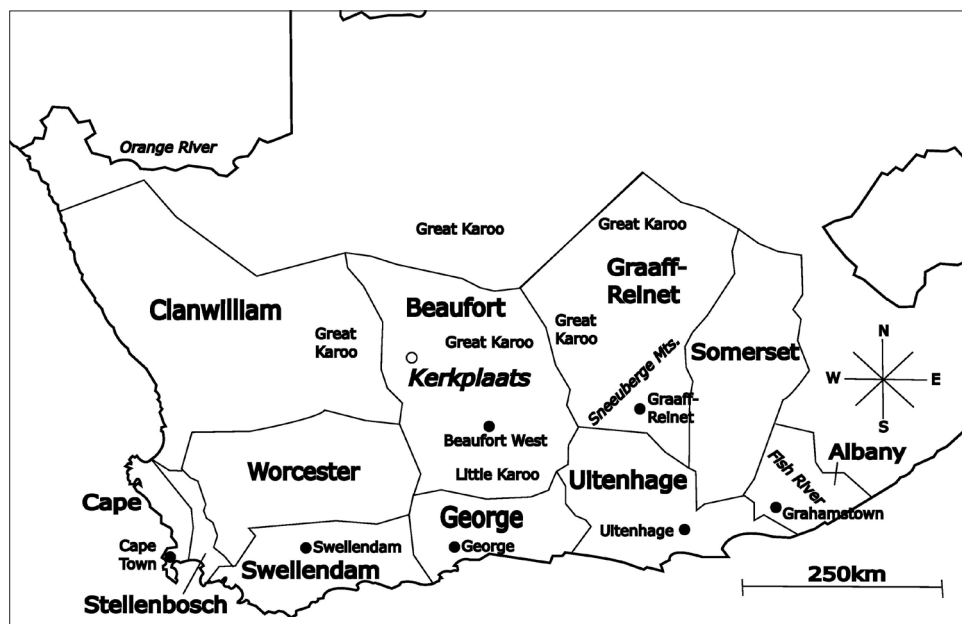 Orange River
Great Karoo
Great Karoo
Graaff-
Reinet
Clanwilliam
Beaufort
Great
Karoo
Great Karoo
Great
Karoo
Kerkplaats
Sneeuberge Mts.
Somerset
N
W
E
S
Graaff-
Reinet
Beaufort West
Worcester
Little Karoo
Uitenhage
Albany
Fish River
Cape
George
Grahamstown
Uitenhage
Cape
Town
Swellendam
George
Swellendam
Stellenbosch
250km